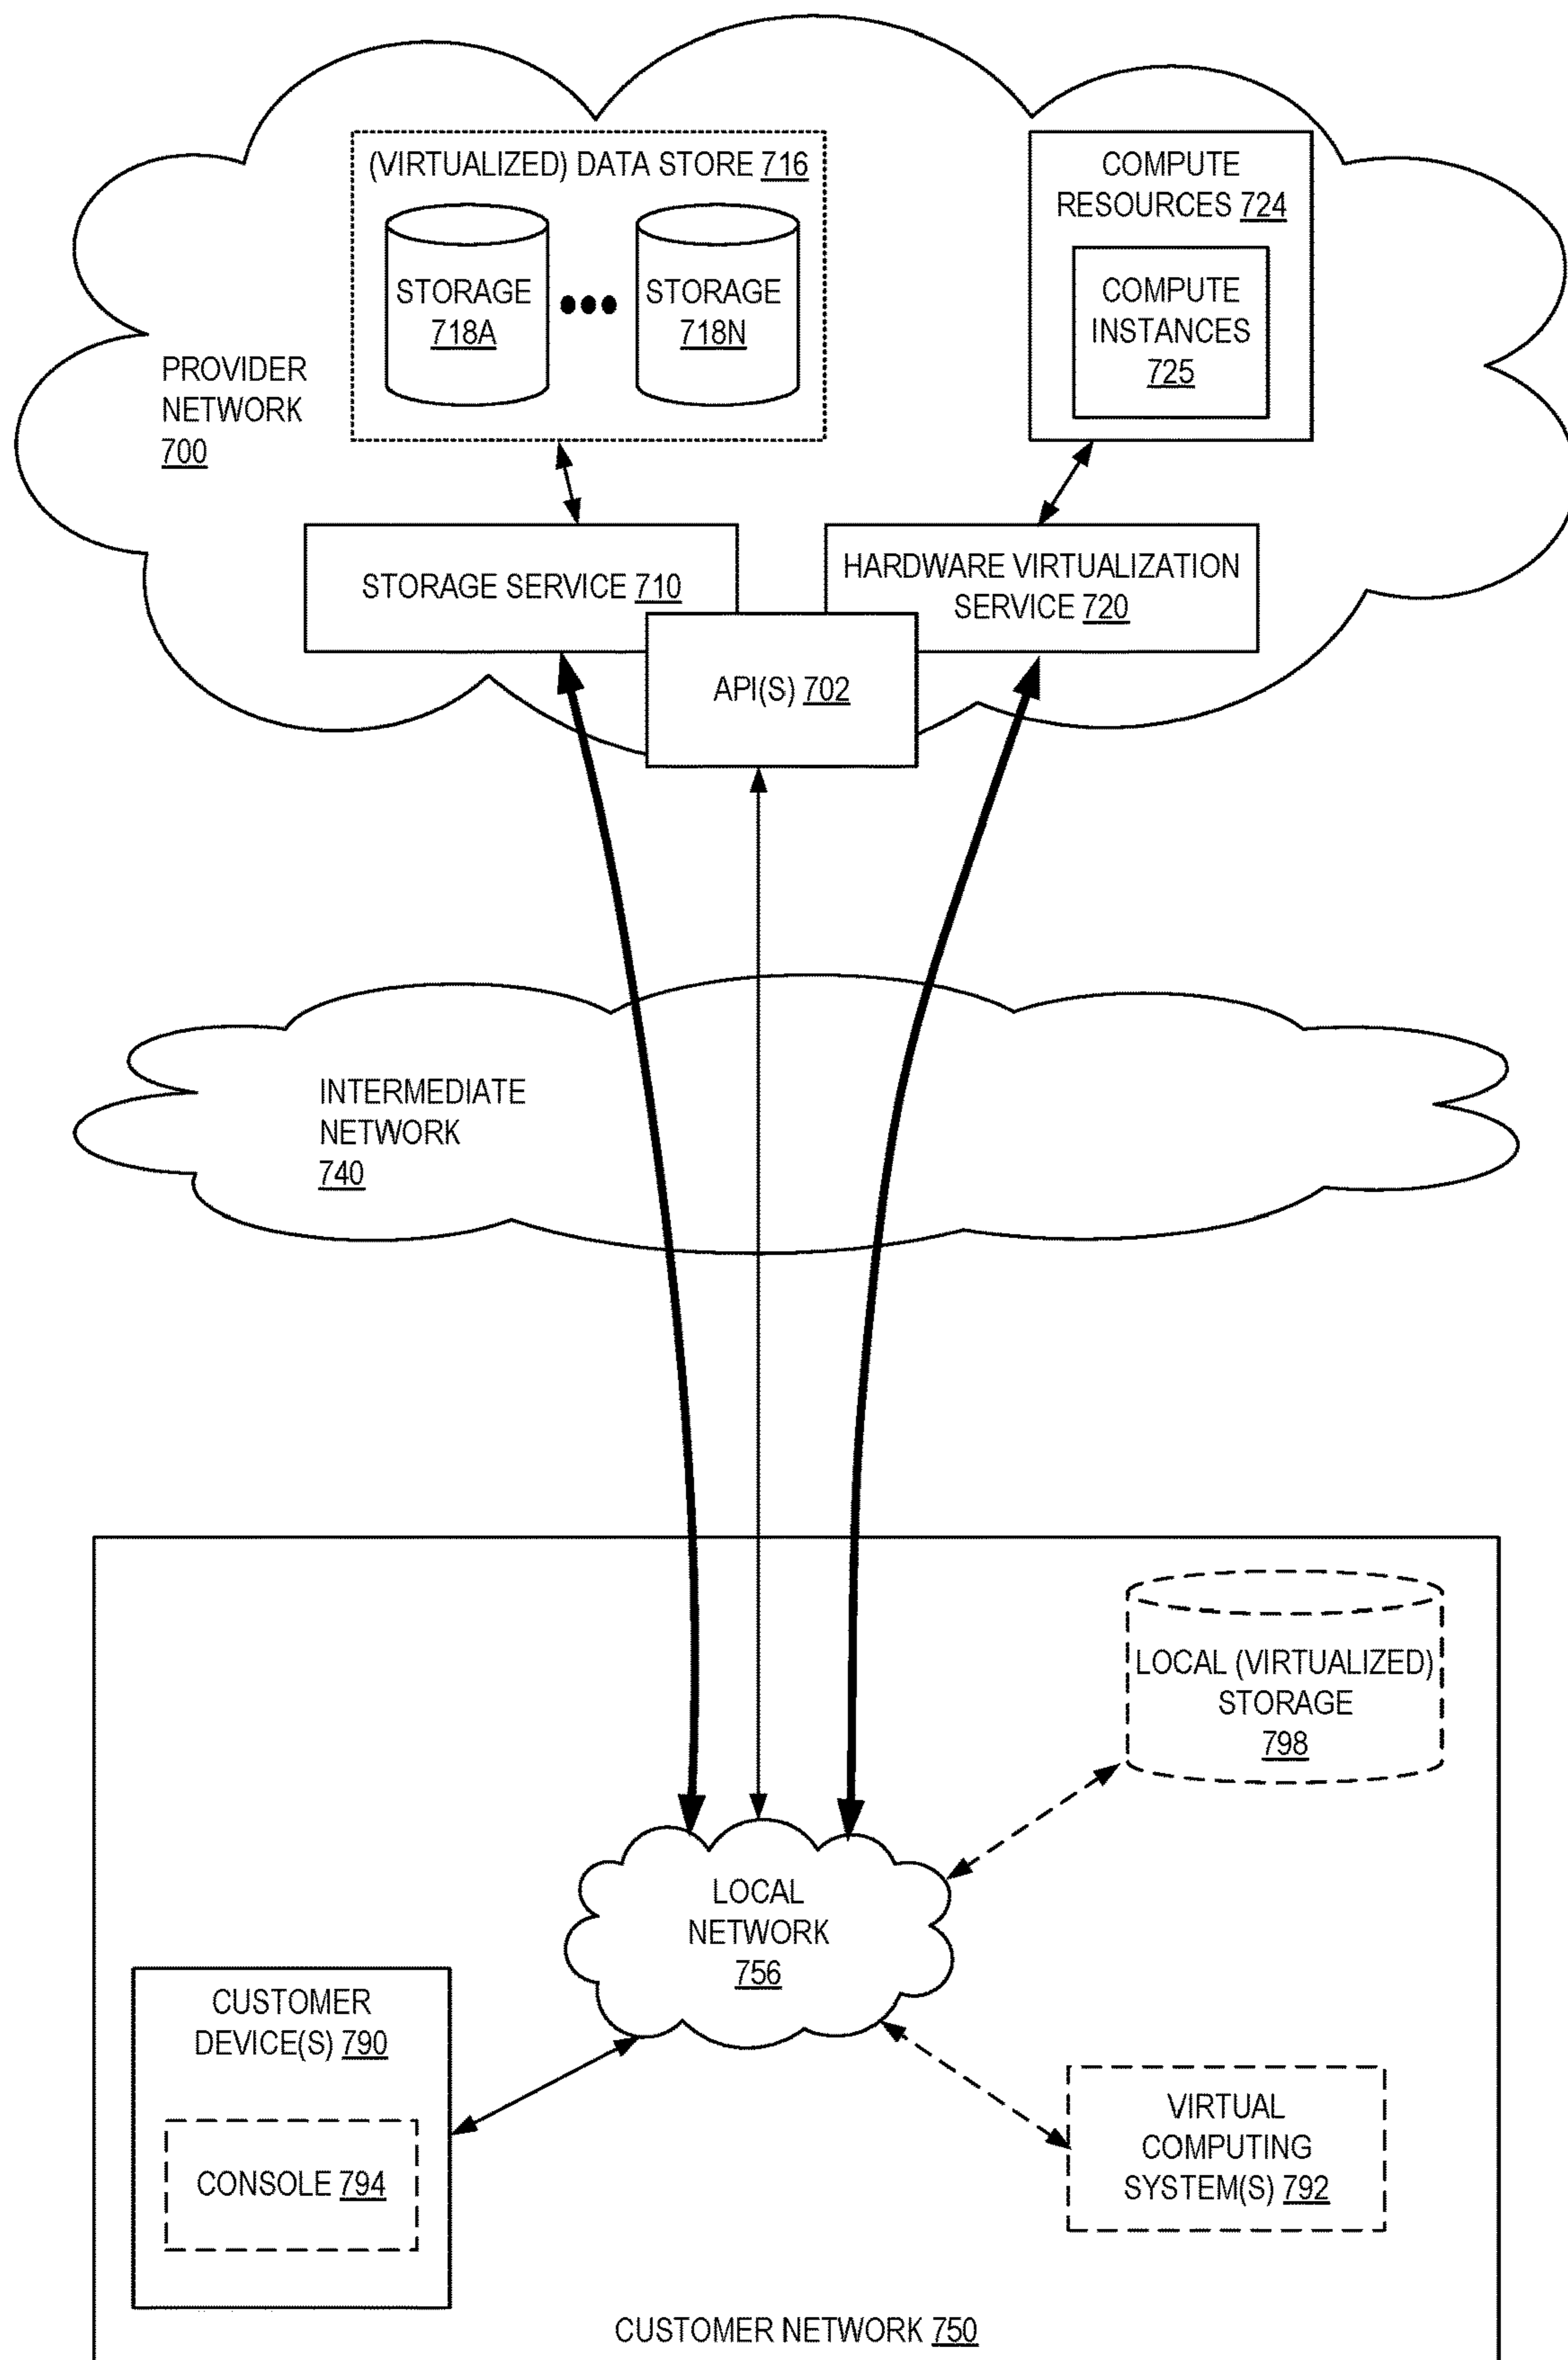 (VIRTUALIZED) DATA STORE 716
STORAGE
718A
STORAGE
718N
COMPUTE
RESOURCES 724
COMPUTE
INSTANCES
725
PROVIDER
NETWORK
700
STORAGE SERVICE 710
HARDWARE VIRTUALIZATION
SERVICE 720
API(S) 702
INTERMEDIATE
NETWORK
740
LOCAL (VIRTUALIZED)
STORAGE
798
LOCAL
NETWORK
756
CUSTOMER
DEVICE(S) 790
CONSOLE 794
VIRTUAL
COMPUTING
SYSTEM(S) 792
CUSTOMER NETWORK 750